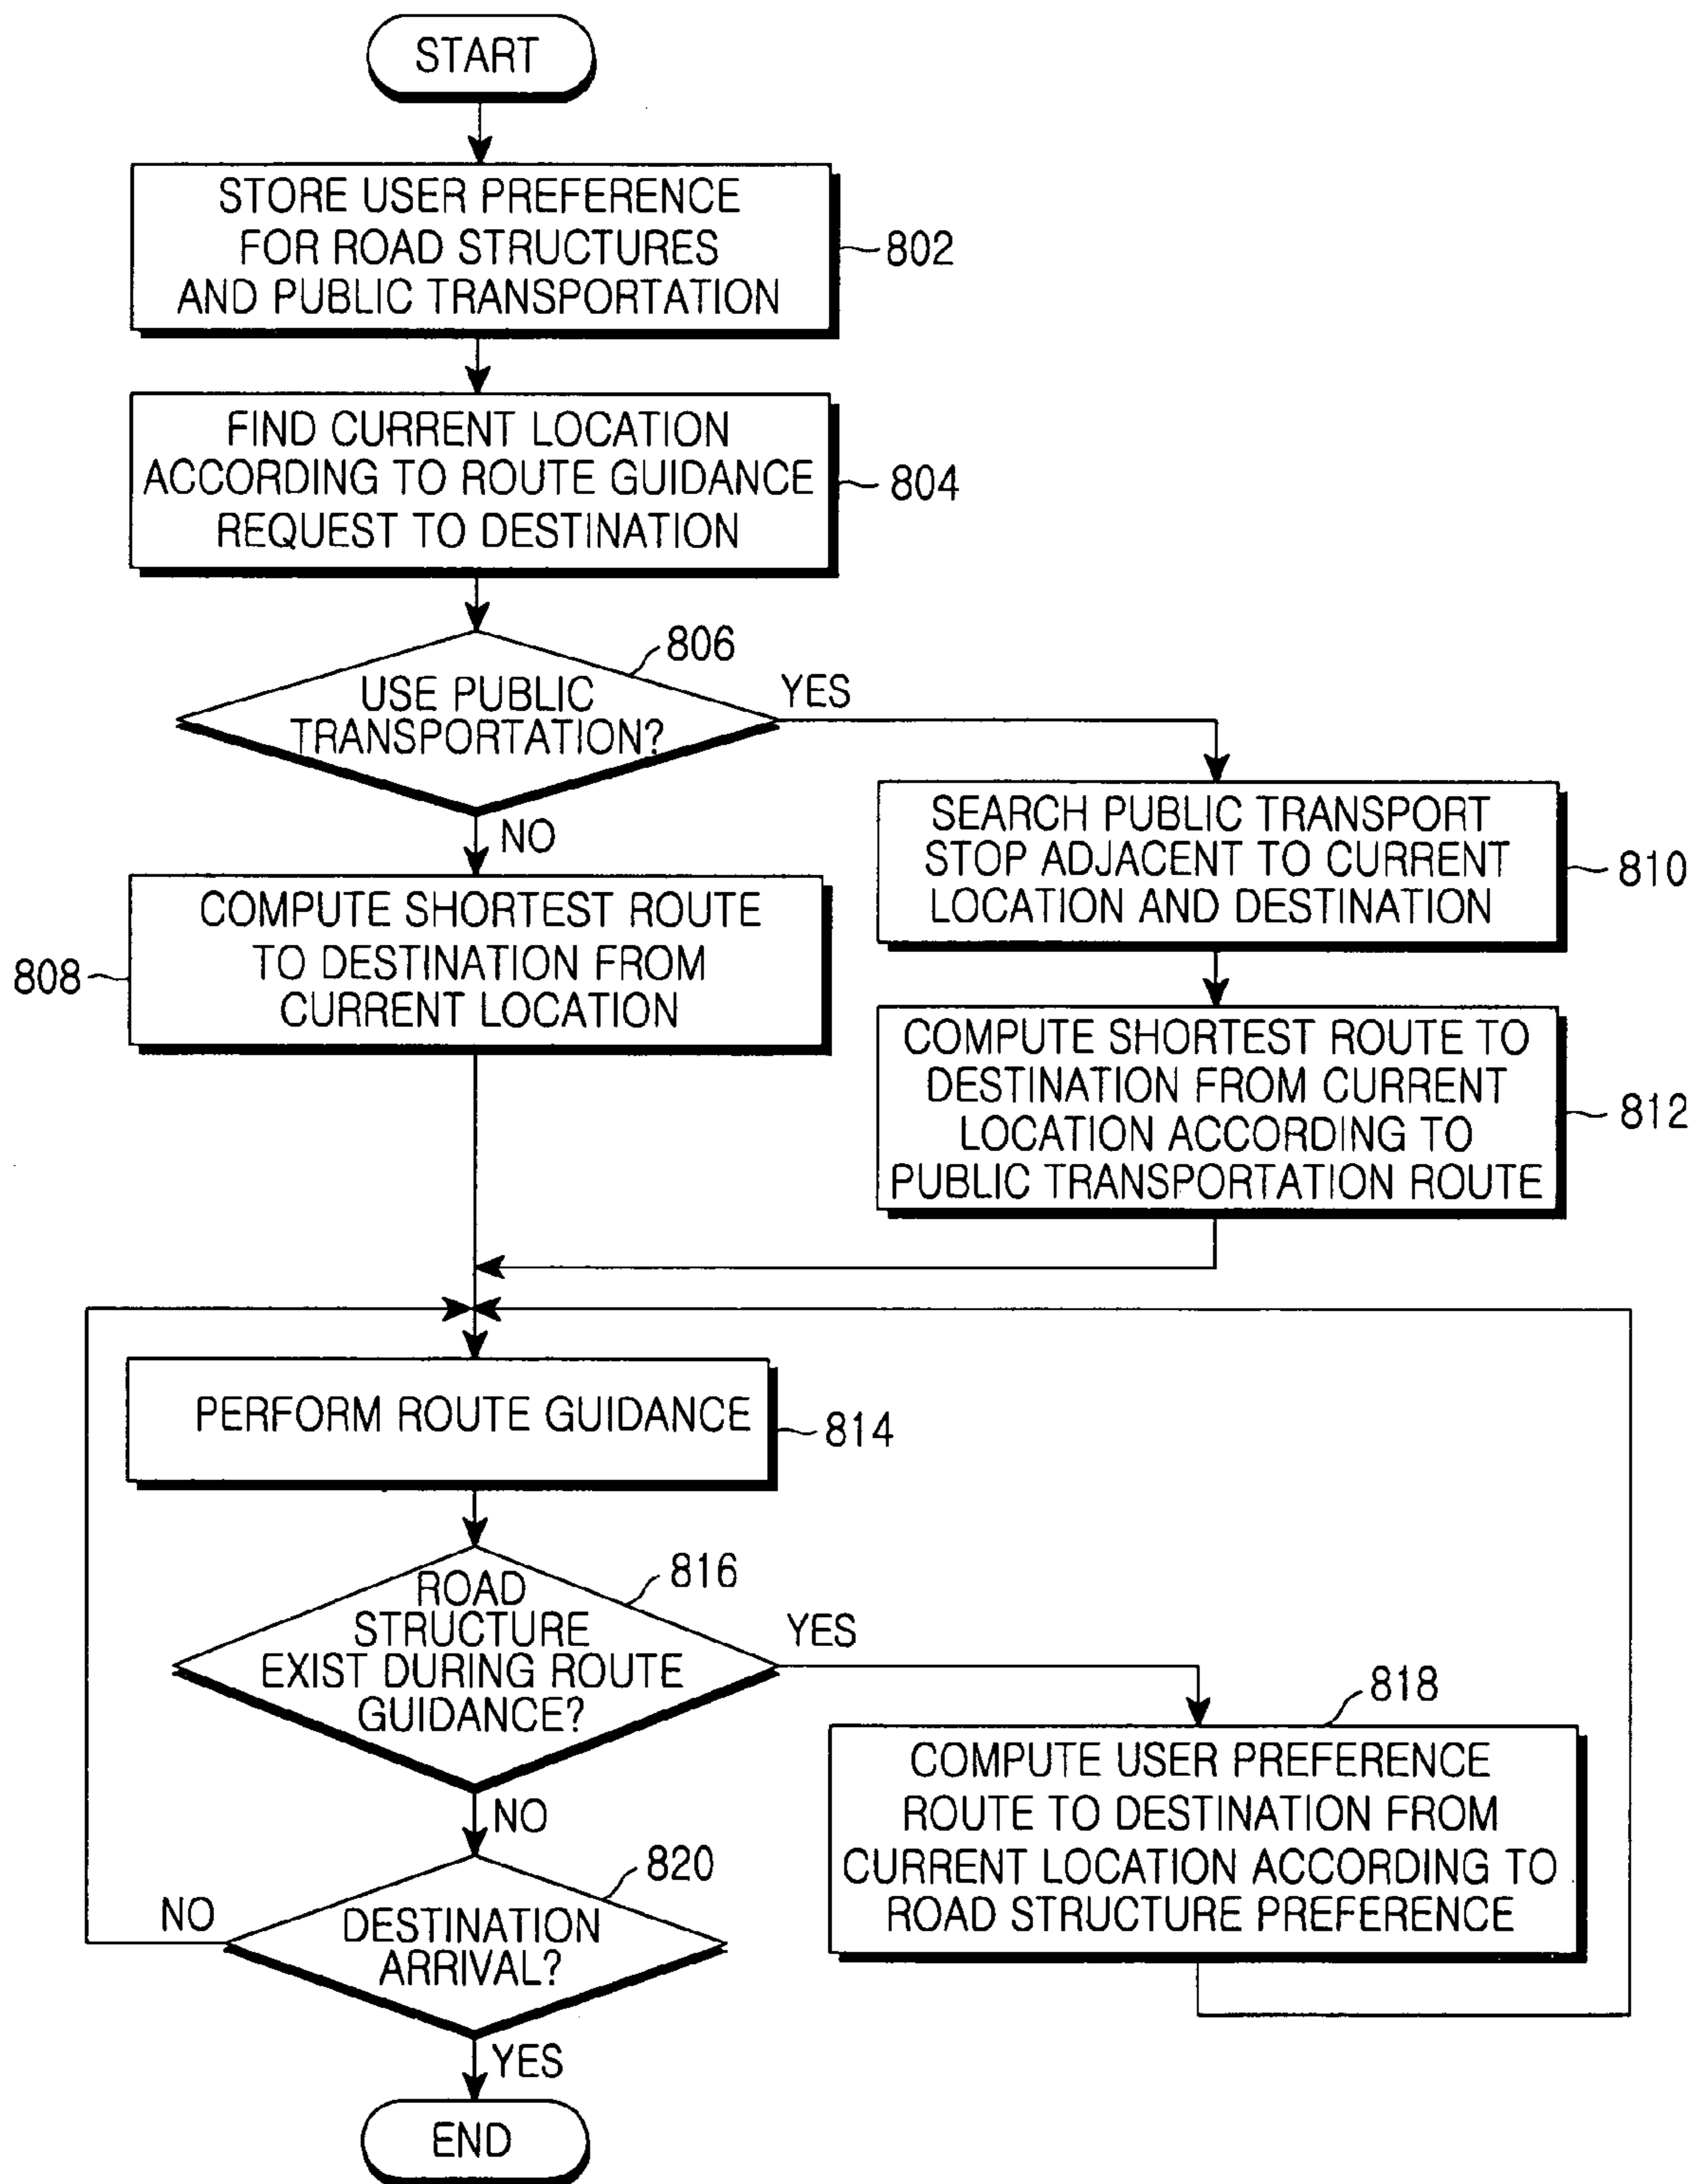 START
STORE USER PREFERENCE
FOR ROAD STRUCTURES
AND PUBLIC TRANSPORTATION
802
FIND CURRENT LOCATION
ACCORDING TO ROUTE GUIDANCE
REQUEST TO DESTINATION
804
806
USE PUBLIC
TRANSPORTATION?
YES
NO
SEARCH PUBLIC TRANSPORT
STOP ADJACENT TO CURRENT
LOCATION AND DESTINATION
810
COMPUTE SHORTEST ROUTE
TO DESTINATION FROM
CURRENT LOCATION
808
COMPUTE SHORTEST ROUTE TO
DESTINATION FROM CURRENT
LOCATION ACCORDING TO
PUBLIC TRANSPORTATION ROUTE
812
PERFORM ROUTE GUIDANCE
814
816
ROAD
STRUCTURE
EXIST DURING ROUTE
GUIDANCE?
YES
NO
818
COMPUTE USER PREFERENCE
ROUTE TO DESTINATION FROM
CURRENT LOCATION ACCORDING TO
ROAD STRUCTURE PREFERENCE
820
NO
DESTINATION
ARRIVAL?
YES
END